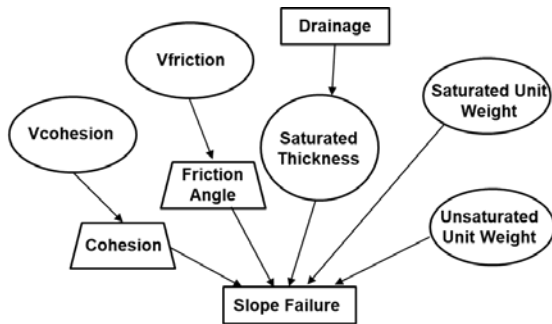 Drainage
Vfriction
Saturated Unit
Weight
Vcohesion
Saturated
Thickness
Friction
Angle
Unsaturated
Unit Weight
Cohesion
Slope Failure